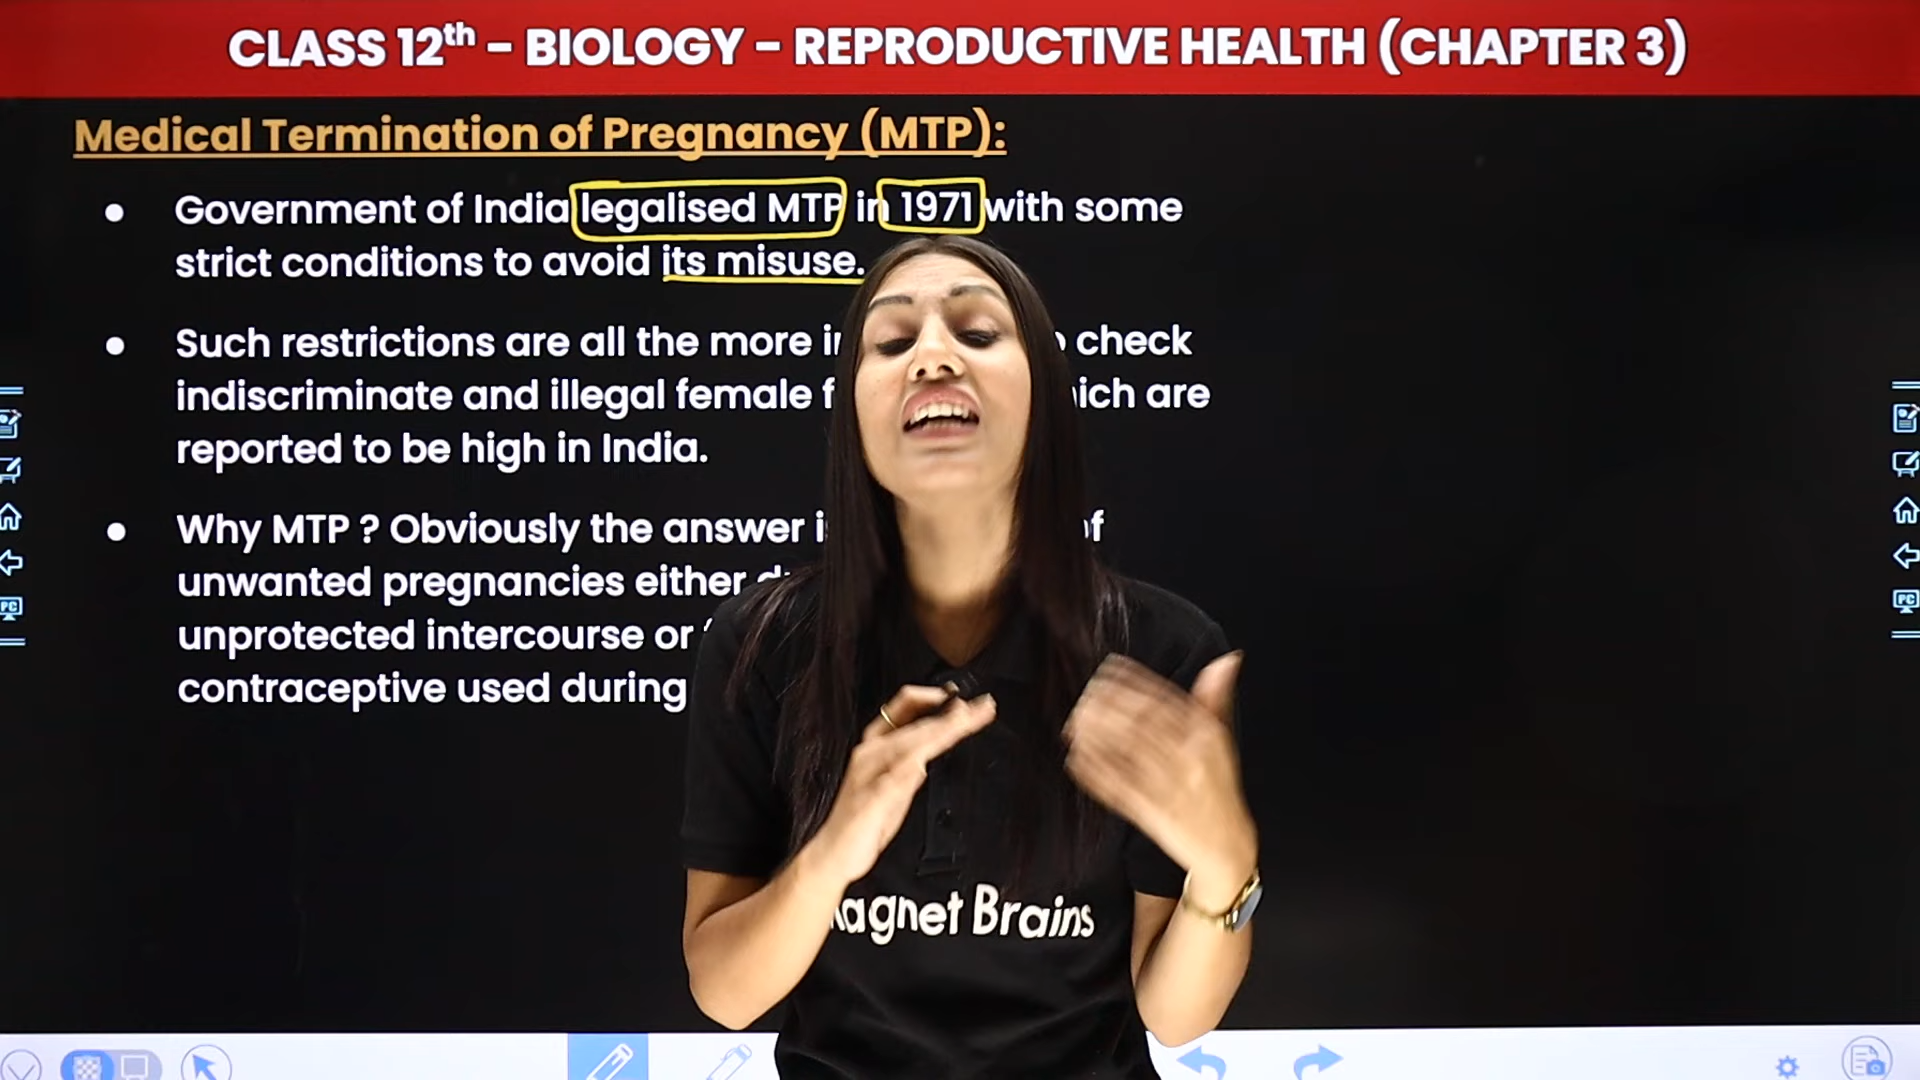 CLASS 12th - BIOLOGY - REPRODUCTIVE HEALTH (CHAPTER 3)
Medical Termination of Pregnancy (MTP):
● Government of India legalised MTP in 1971 with some
strict conditions to avoid its misuse.
● Such restrictions are all the more check
indiscriminate and illegal female are
reported to be high in India.
● Why MTP ? Obviously the answer
unwanted pregnancies either
unprotected intercourse or
contraceptive used during
Brains
PC
PC